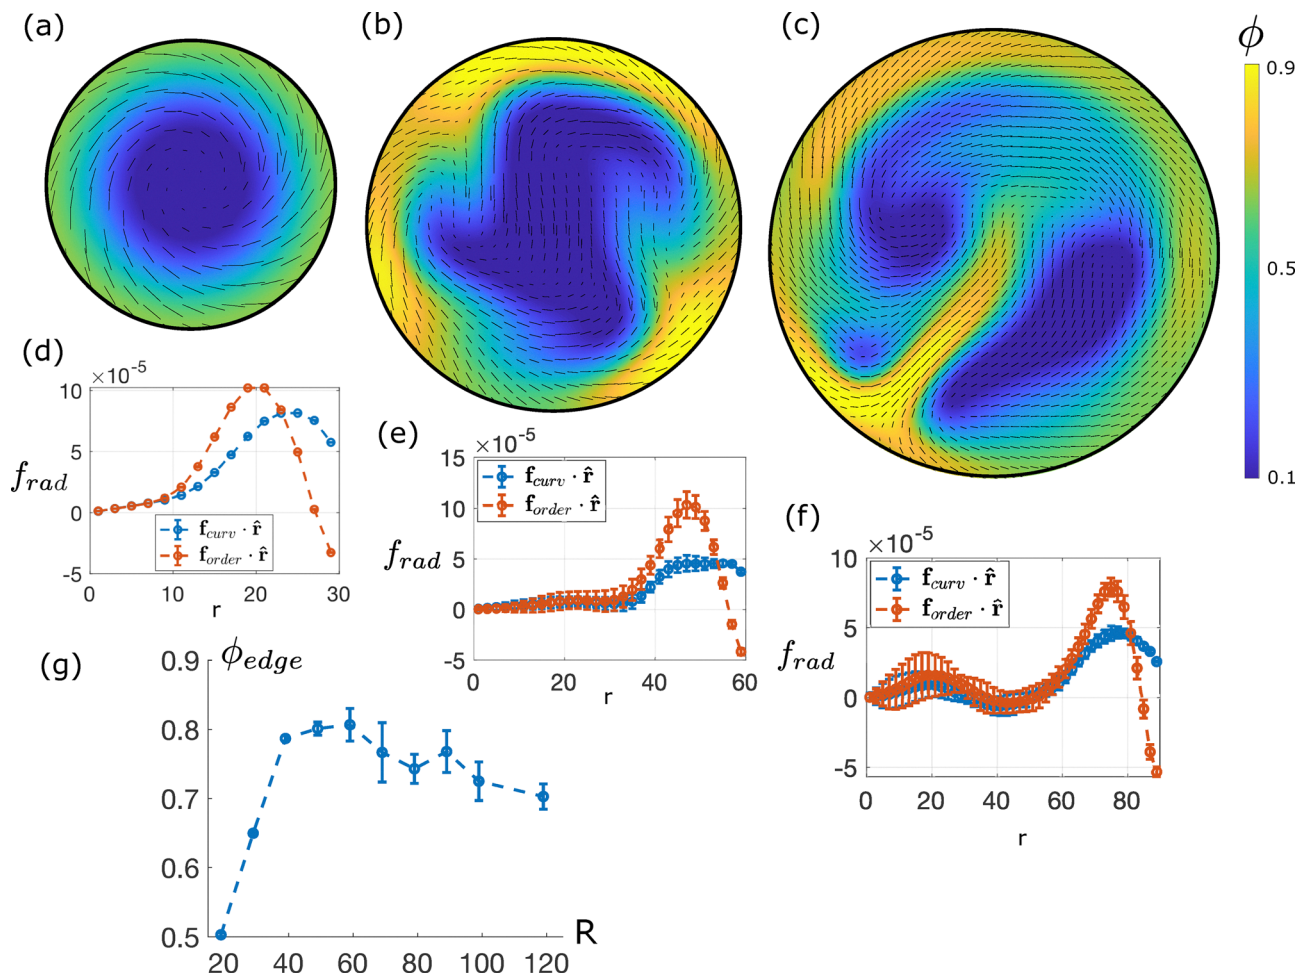 (a)
(b)
(c)
ϕ
0.9
0.5
0.1
(d)
×10⁻⁵
10
5
0
-5
f_rad
f_curv · r̂
f_order · r̂
0 10 20 30
r
(e)
×10⁻⁵
15
10
5
0
-5
f_rad
f_curv · r̂
f_order · r̂
0 20 40 60
r
(f)
×10⁻⁵
10
5
0
-5
f_rad
f_curv · r̂
f_order · r̂
0 20 40 60 80
r
(g)
ϕ_edge
0.9
0.8
0.7
0.6
0.5
20 40 60 80 100 120
R